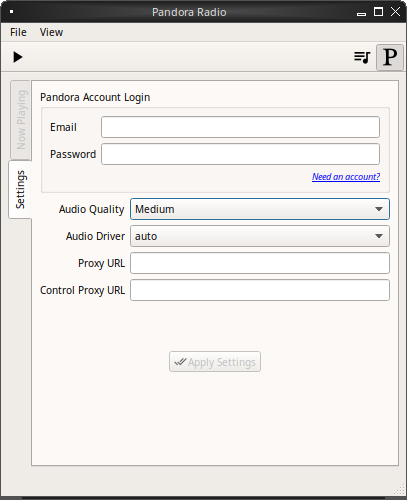 Pandora Radio
File View
P
Now Playing
Settings
Pandora Account Login
Email
Password
Need an account?
Audio Quality Medium
Audio Driver auto
Proxy URL
Control Proxy URL
Apply Settings